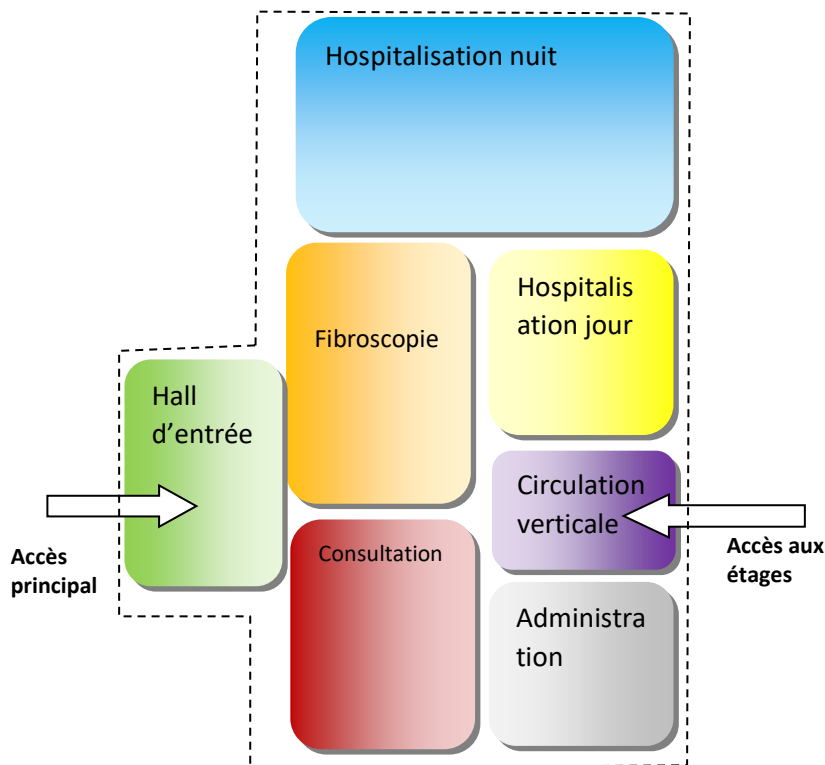 Hospitalisation nuit
Hospitalis
ation jour
Fibroscopie
Hall
d’entrée
Circulation
verticale
Accès
principal
Consultation
Accès aux
étages
Administra
tion